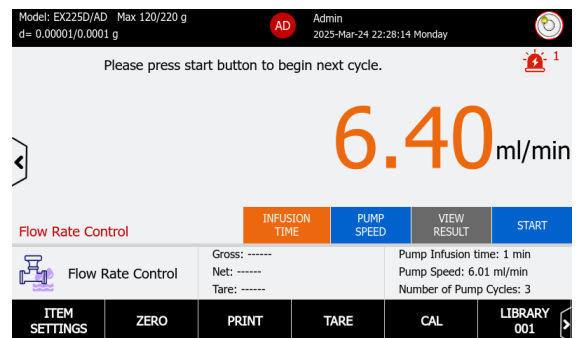 Model: EX225D/AD Max 120/220 g
d= 0.00001/0.0001 g
AD
Admin
2025-Mar-24 22:28:14 Monday
Please press start button to begin next cycle.
1
6.40 ml/min
Flow Rate Control
INFUSION
TIME
PUMP
SPEED
VIEW
RESULT
START
Flow Rate Control
Gross: ------
Net: ------
Tare: ------
Pump Infusion time: 1 min
Pump Speed: 6.01 ml/min
Number of Pump Cycles: 3
ITEM
SETTINGS
ZERO
PRINT
TARE
CAL
LIBRARY
001